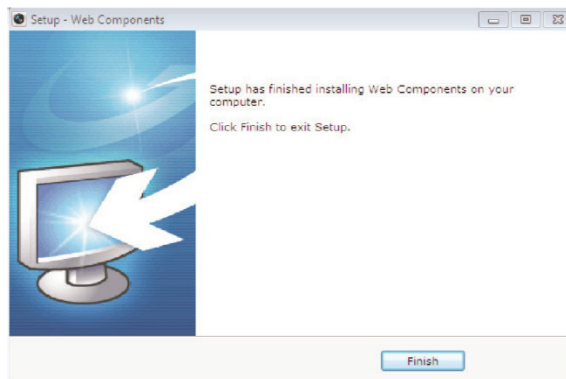 Setup - Web Components
Setup has finished installing Web Components on your
computer.
Click Finish to exit Setup.
Finish